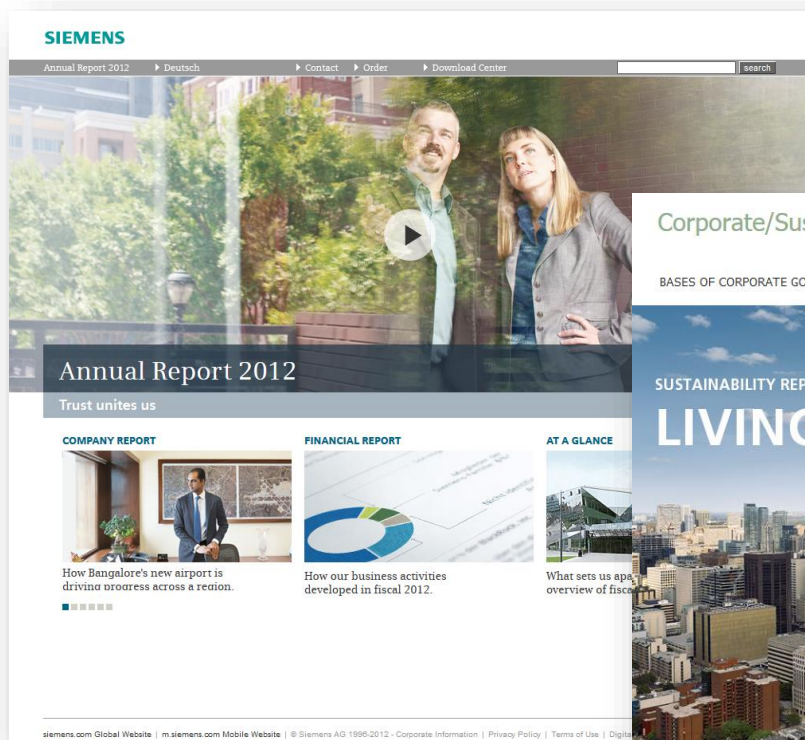 SIEMENS
Annual Report 2012 Deutsch Contact Order Download Center search
Corporate/Sus
BASES OF CORPORATE GO
Annual Report 2012
Trust unites us
SUSTAINABILITY REP
LIVING
COMPANY REPORT
FINANCIAL REPORT
AT A GLANCE
How Bangalore's new airport is
driving progress across a region.
How our business activities
developed in fiscal 2012.
What sets us apa
overview of fisca
siemens.com Global Website | m.siemens.com Mobile Website | © Siemens AG 1996-2012 - Corporate Information | Privacy Policy | Terms of Use | Digita